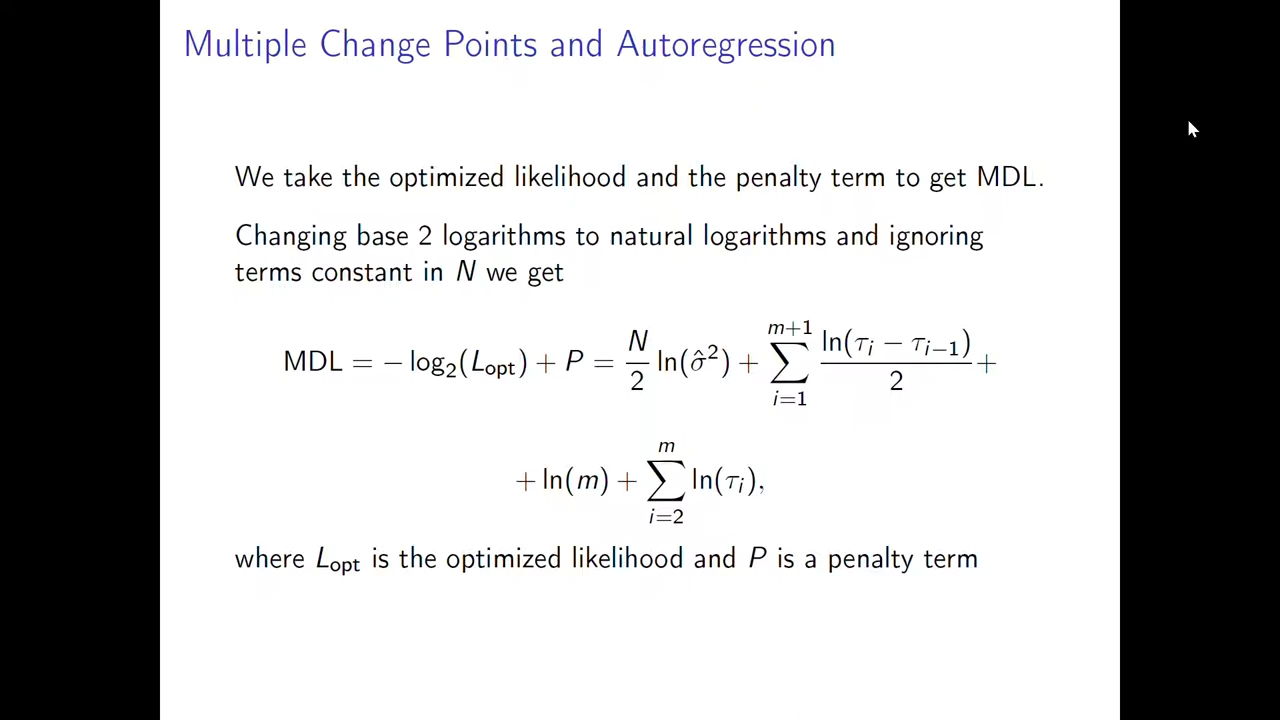 Multiple Change Points and Autoregression
We take the optimized likelihood and the penalty term to get MDL.
Changing base 2 logarithms to natural logarithms and ignoring
terms constant in N we get
MDL = − log₂(L_opt) + P = N/2 ln(σ̂²) + ∑_{i=1}^{m+1} ln(τ_i − τ_{i−1})/2 +
+ ln(m) + ∑_{i=2}^{m} ln(τ_i),
where L_opt is the optimized likelihood and P is a penalty term